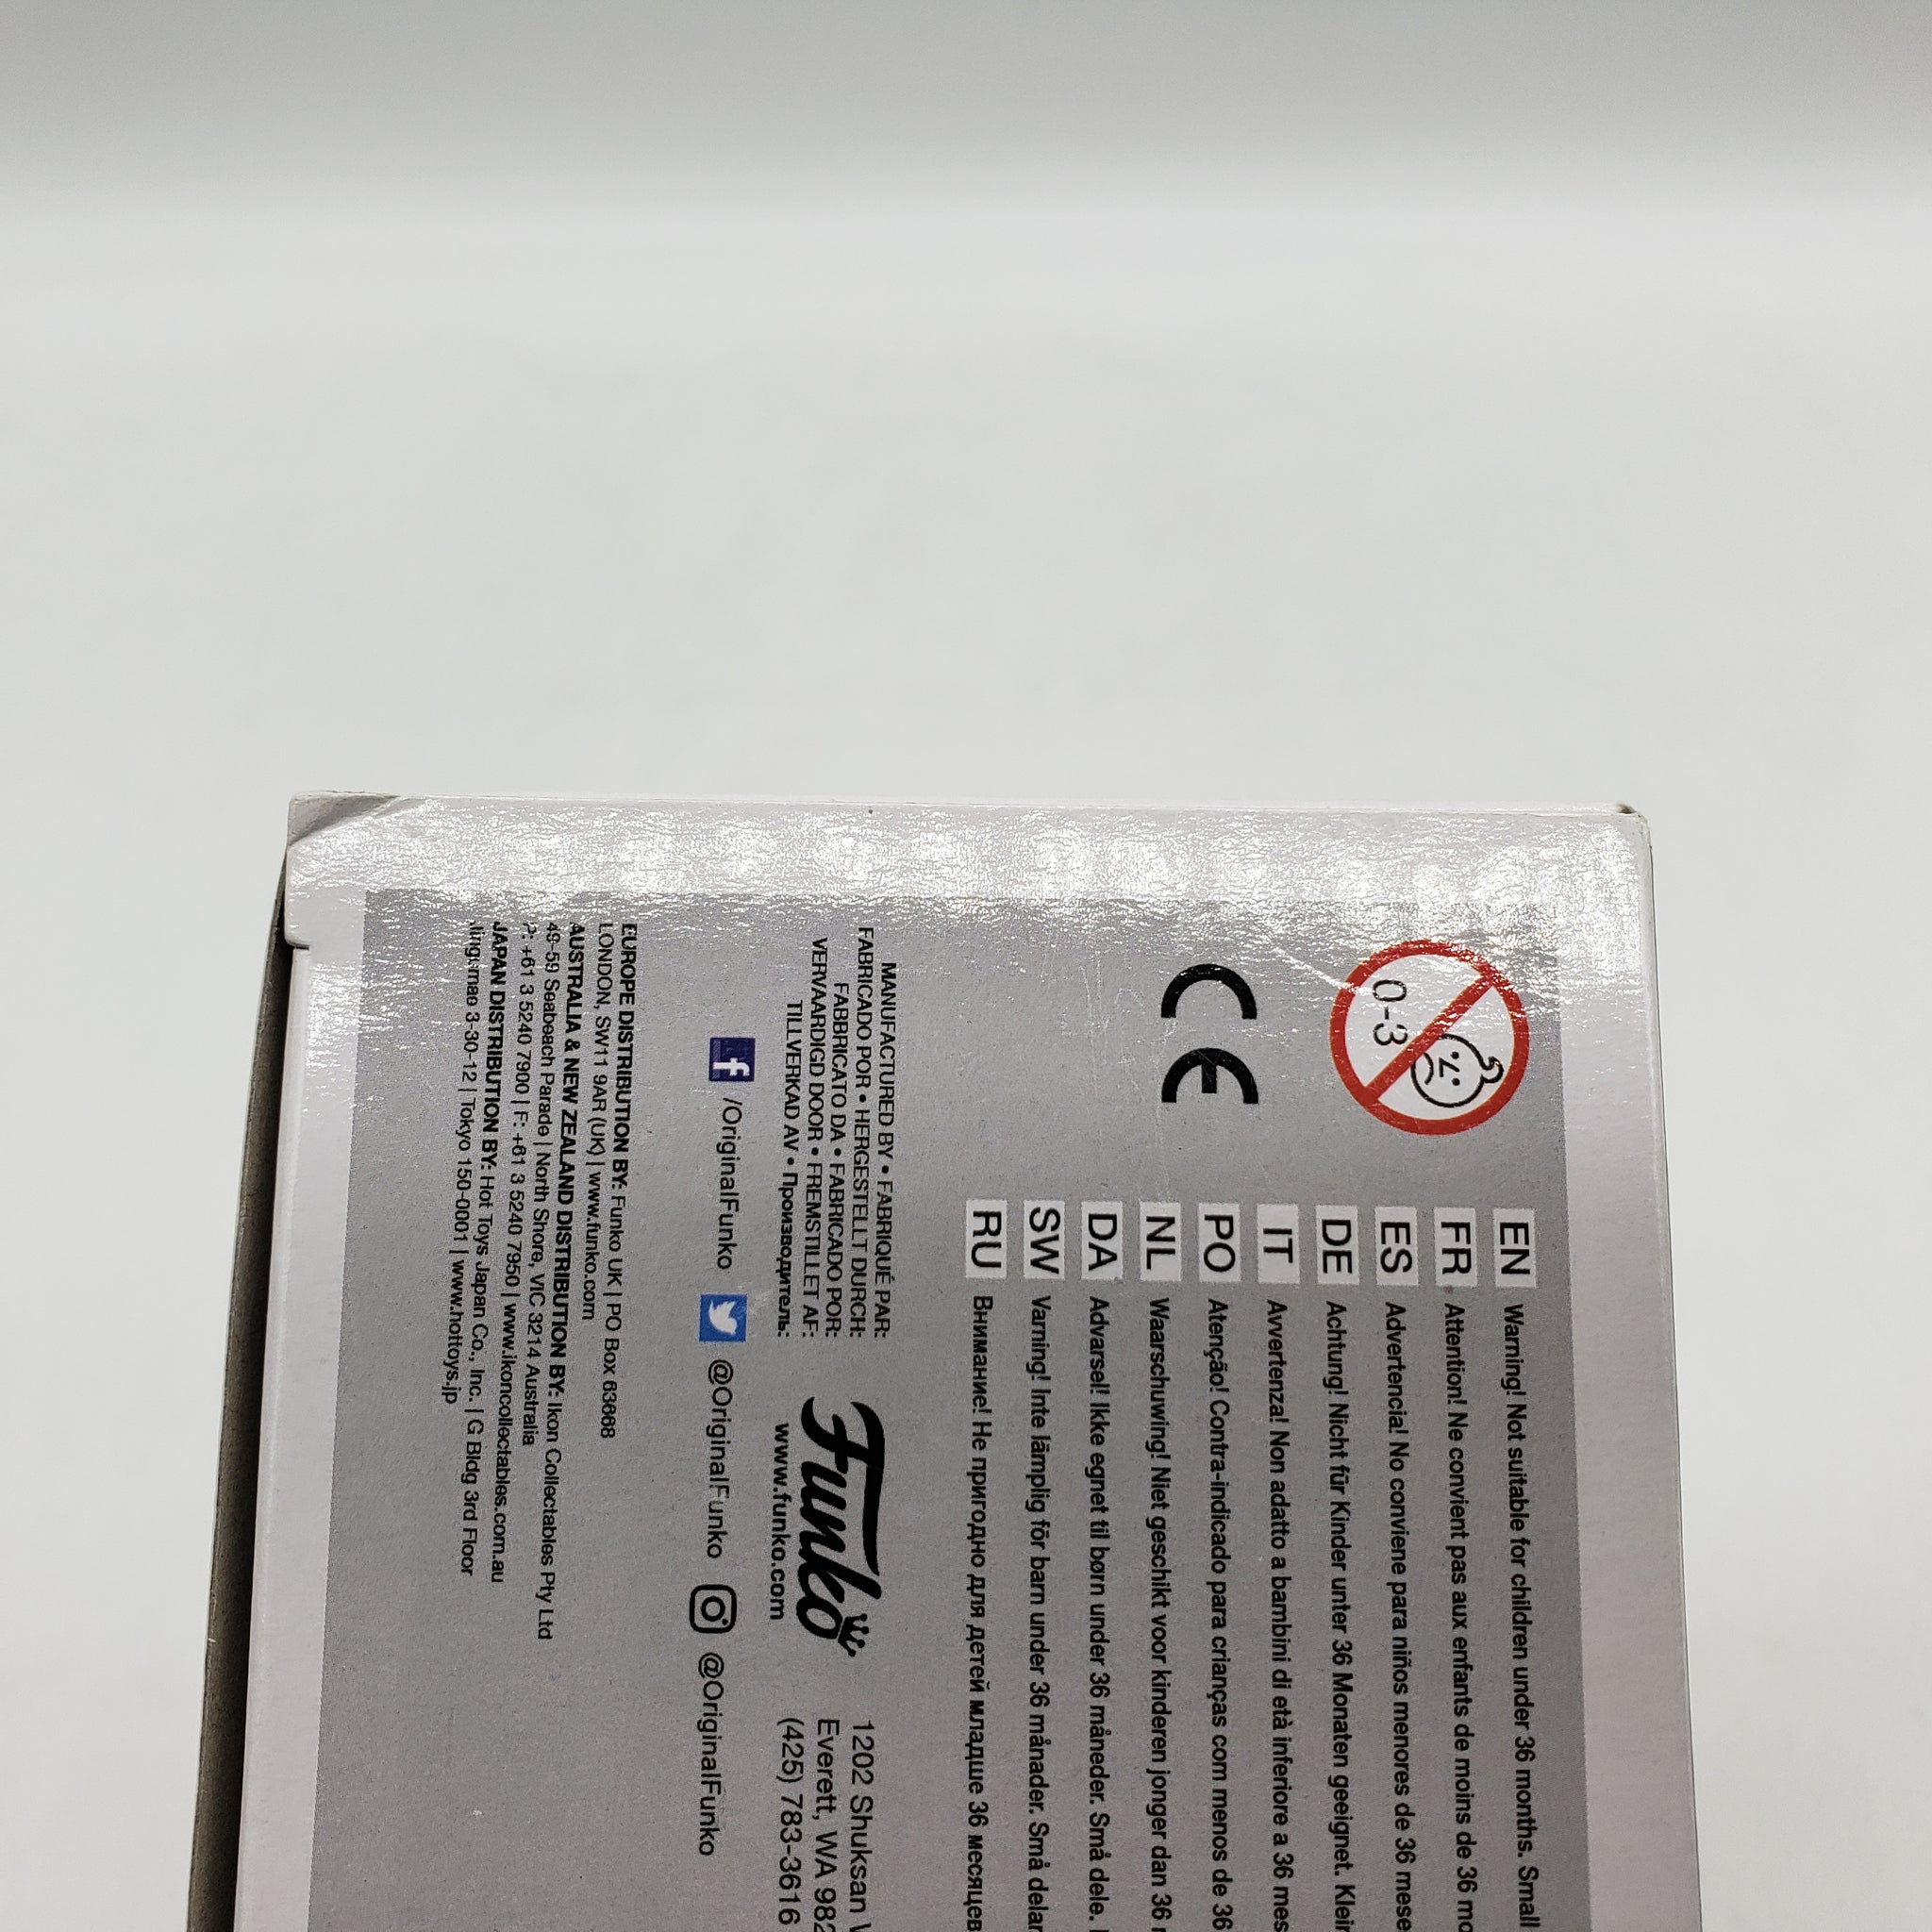 0-3
CE
EN Warning! Not suitable for children under 36 months. Small
FR Attention! Ne convient pas aux enfants de moins de 36 mo
ES Advertencia! No conviene para niños menores de 36 mese
DE Achtung! Nicht für Kinder unter 36 Monaten geeignet. Klein
IT Avvertenza! Non adatto a bambini di età inferiore a 36 mes
PO Atenção! Contra-indicado para crianças com menos de 36
NL Waarschuwing! Niet geschikt voor kinderen jonger dan 36
DA Advarsel! Ikke egnet til børn under 36 måneder. Små dele.
SW Varning! Inte lämplig för barn under 36 månader. Små delar
RU Внимание! Не пригодно для детей младше 36 месяцев
MANUFACTURED BY • FABRIQUÉ PAR:
FABRICADO POR • HERGESTELLT DURCH:
FABBRICATO DA • FABRICADO POR:
VERVAARDIGD DOOR • FREMSTILLET AF:
TILLVERKAD AV • Производитель:
Funko
www.funko.com
1202 Shuksan
Everett, WA 982
(425) 783-3616
/OriginalFunko @OriginalFunko @OriginalFunko
EUROPE DISTRIBUTION BY: Funko UK | PO Box 63668
LONDON, SW11 9AR (UK) | www.funko.com
AUSTRALIA & NEW ZEALAND DISTRIBUTION BY: Ikon Collectables Pty Ltd
49-59 Seabeach Parade | North Shore, VIC 3214 Australia
P: +61 3 5240 7900 | F: +61 3 5240 7950 | www.ikoncollectables.com.au
JAPAN DISTRIBUTION BY: Hot Toys Japan Co., Inc. | G Bldg 3rd Floor
3-30-12 | Tokyo 150-0001 | www.hottoys.jp